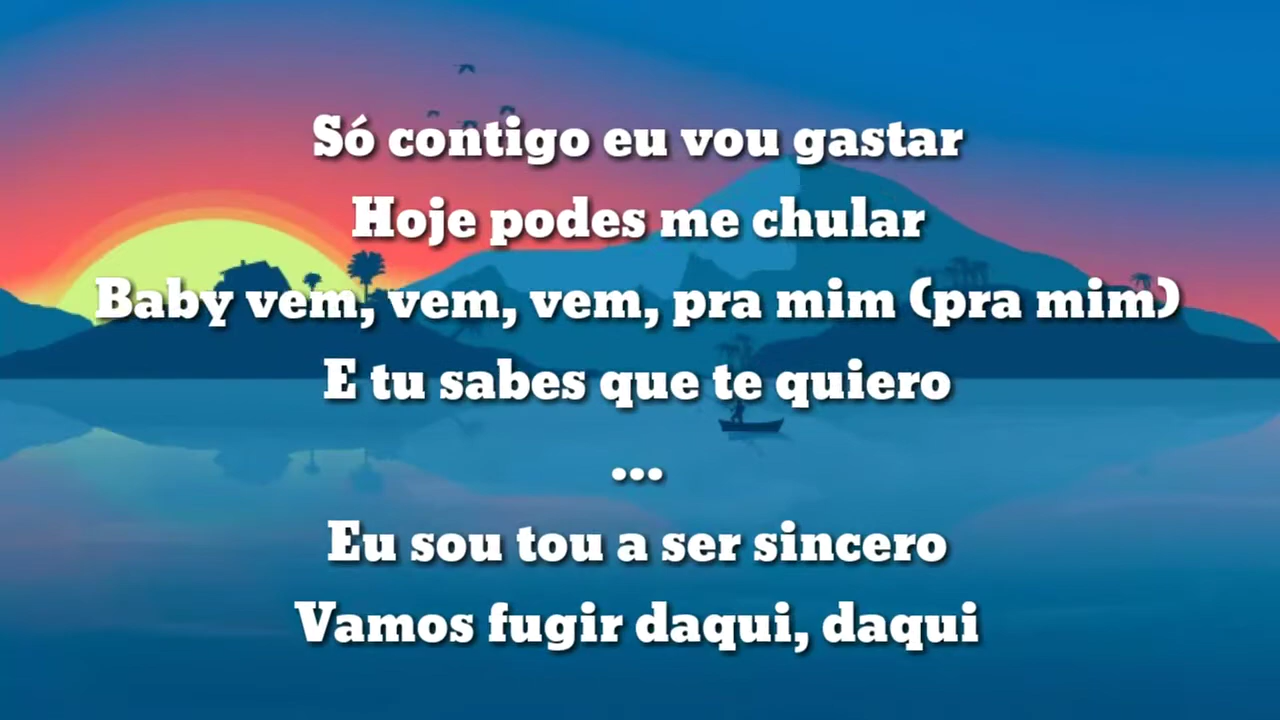 Só contigo eu vou gastar
Hoje podes me chular
Baby vem, vem, vem, pra mim (pra mim)
E tu sabes que te quiero
...
Eu sou tou a ser sincero
Vamos fugir daqui, daqui